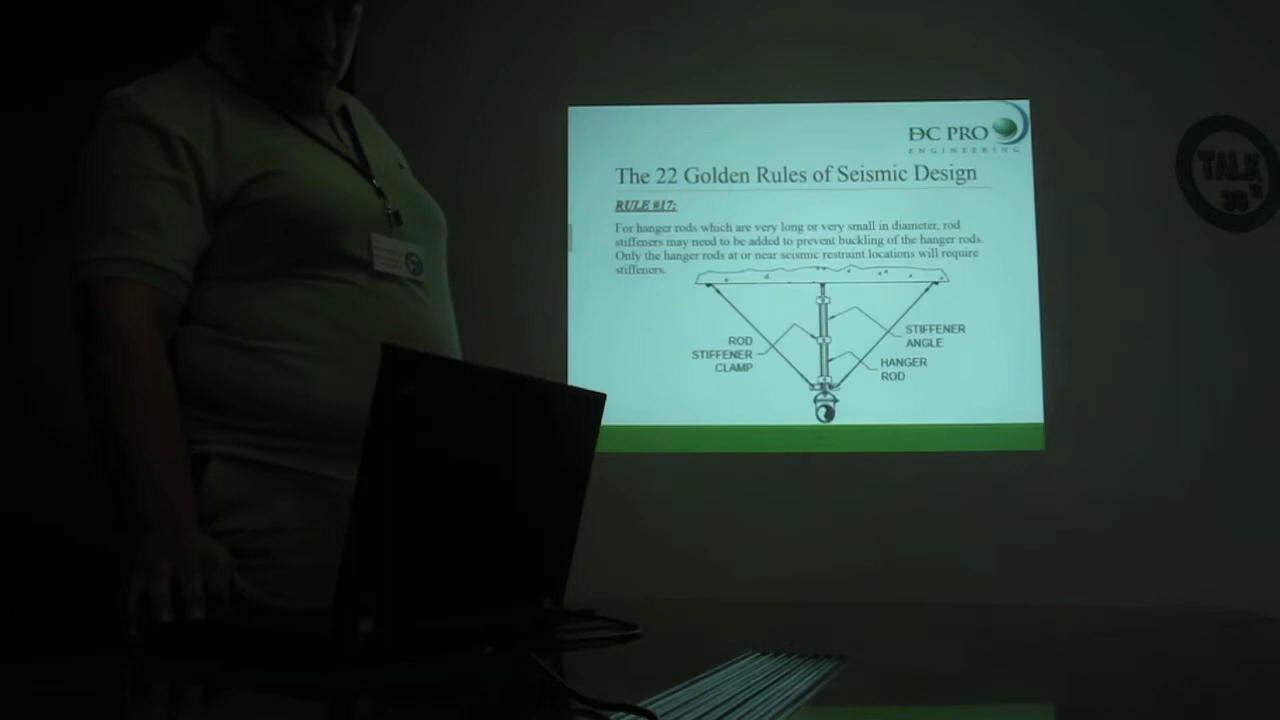 DC PRO
ENGINEERING
The 22 Golden Rules of Seismic Design
RULE #17:
For hanger rods which are very long or very small in diameter, rod
stiffeners may need to be added to prevent buckling of the hanger rods.
Only the hanger rods at or near seismic restraint locations will require
stiffeners.
ROD
STIFFENER
CLAMP
STIFFENER
ANGLE
HANGER
ROD
TALK
30